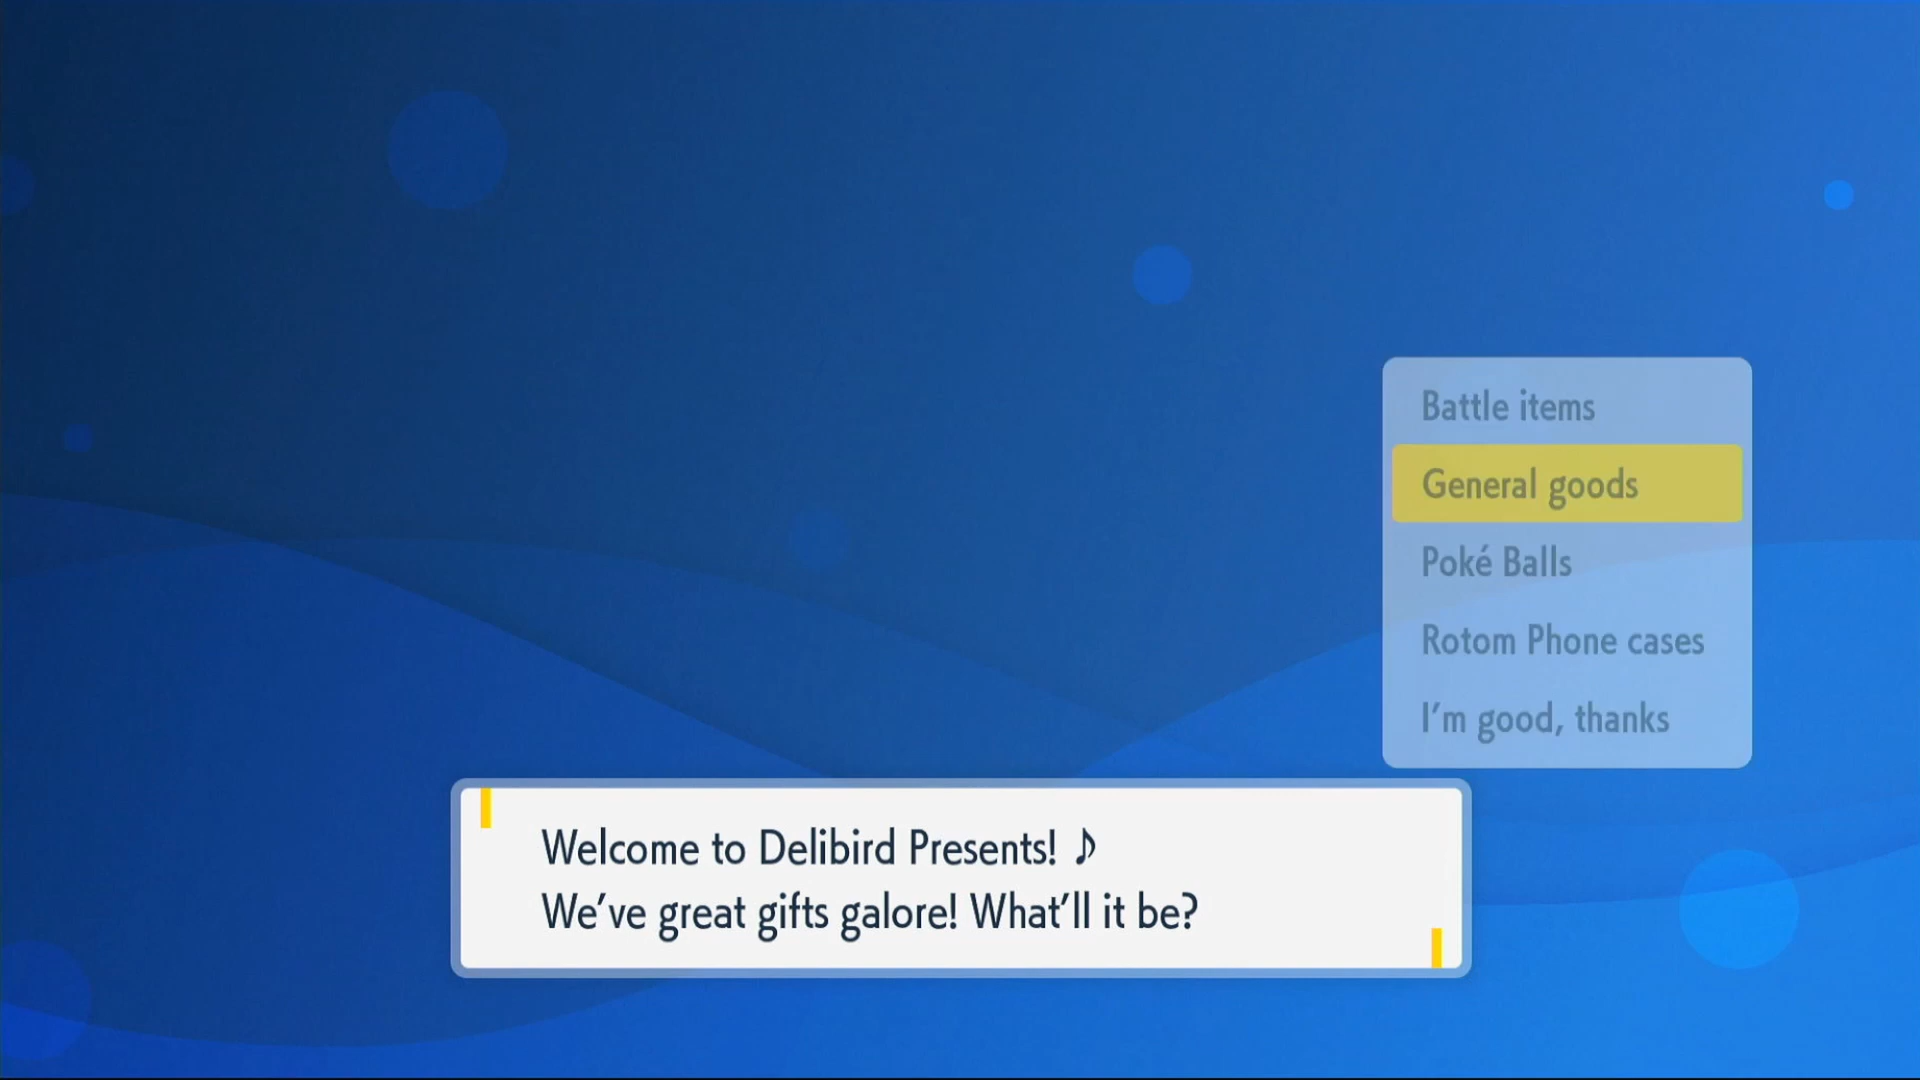 Battle items
General goods
Poké Balls
Rotom Phone cases
I'm good, thanks
Welcome to Delibird Presents! ♪
We've great gifts galore! What'll it be?